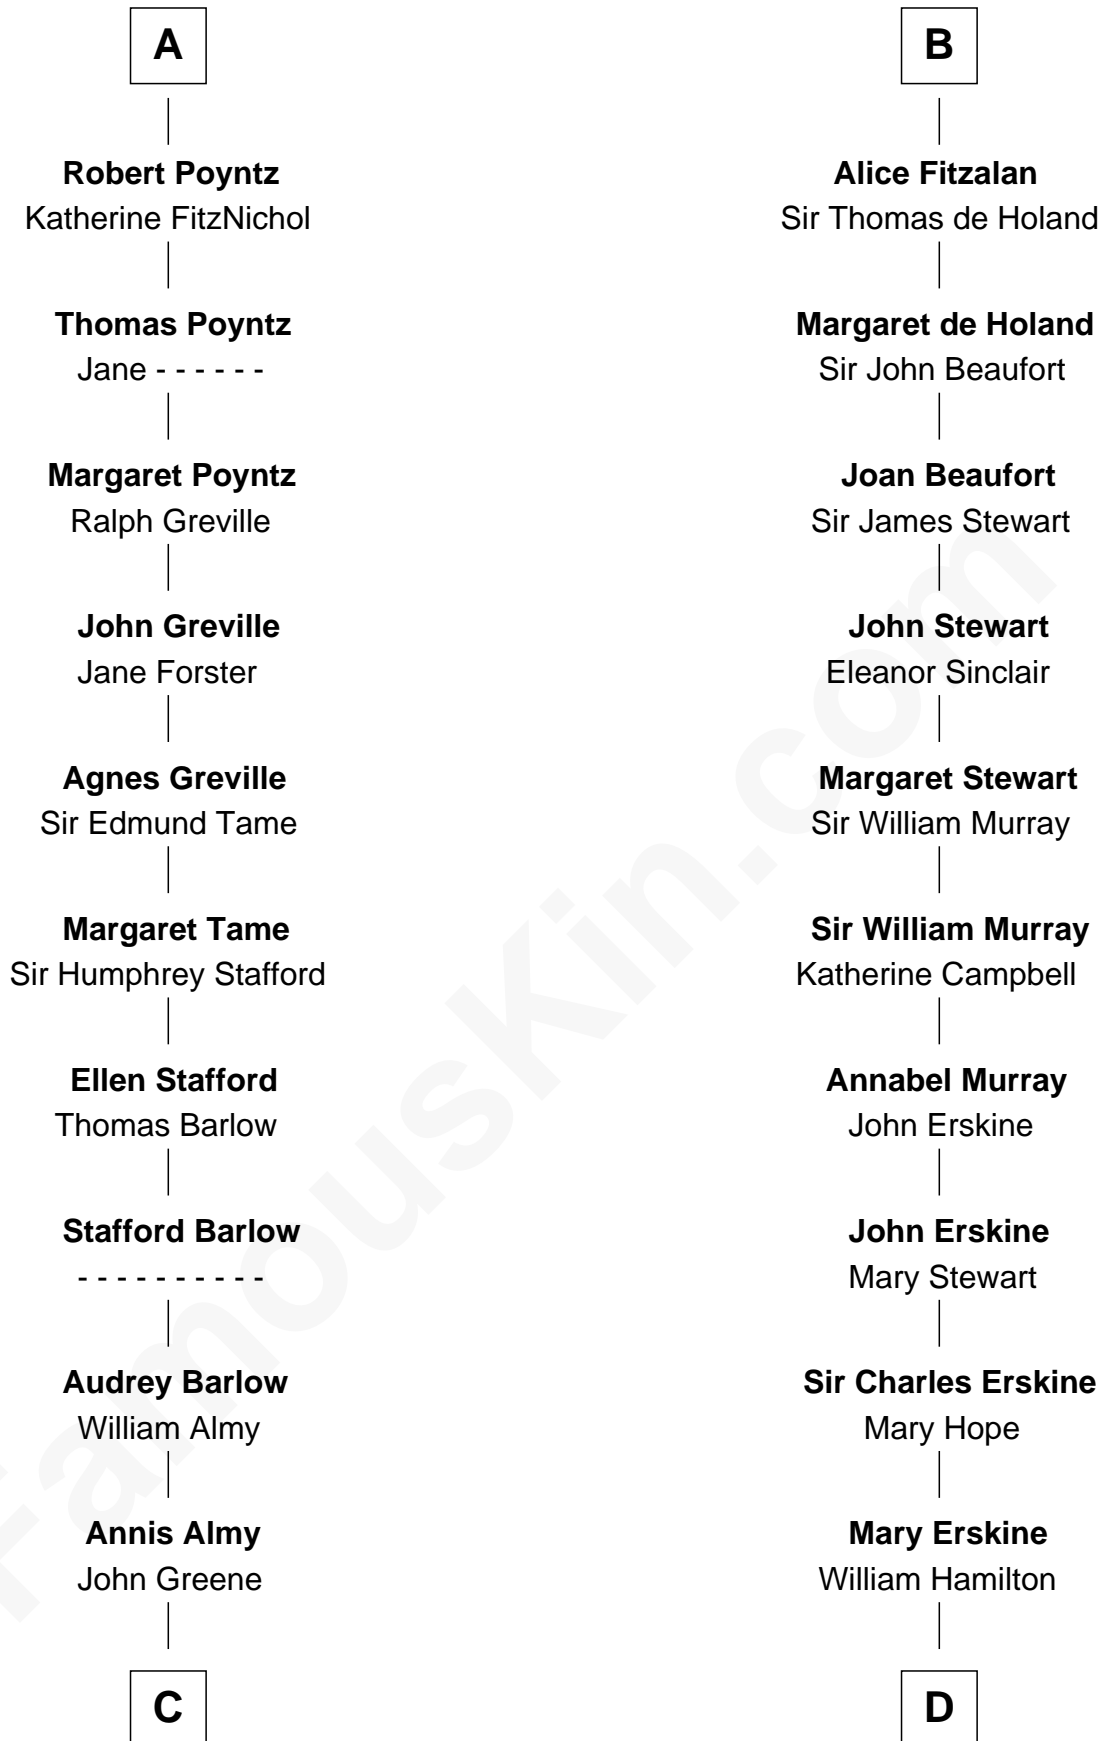 A
Robert Poyntz
Katherine FitzNichol
Thomas Poyntz
Jane - - - - - -
Margaret Poyntz
Ralph Greville
John Greville
Jane Forster
Agnes Greville
Sir Edmund Tame
Margaret Tame
Sir Humphrey Stafford
Ellen Stafford
Thomas Barlow
Stafford Barlow
- - - - - - - - - -
Audrey Barlow
William Almy
Annis Almy
John Greene
C
B
Alice Fitzalan
Sir Thomas de Holand
Margaret de Holand
Sir John Beaufort
Joan Beaufort
Sir James Stewart
John Stewart
Eleanor Sinclair
Margaret Stewart
Sir William Murray
Sir William Murray
Katherine Campbell
Annabel Murray
John Erskine
John Erskine
Mary Stewart
Sir Charles Erskine
Mary Hope
Mary Erskine
William Hamilton
D
FamousKin.com